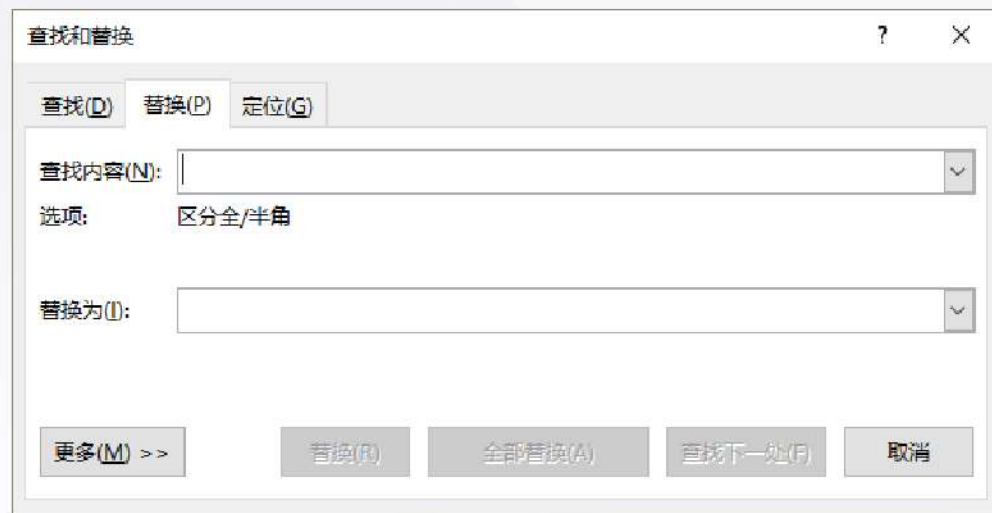 查找和替换 ?
查找(D) 替换(P) 定位(G)
查找内容(N):
选项: 区分全/半角
替换为(I):
更多(M) >> 替换(R) 全部替换(A) 查找下一处(F) 取消